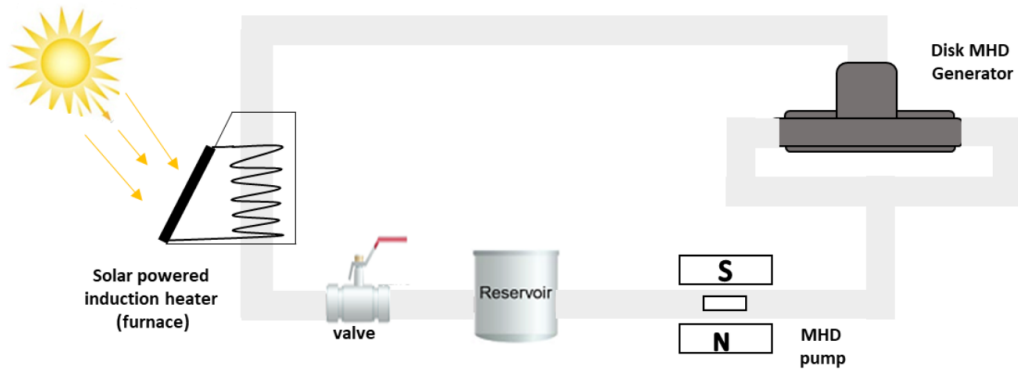 Disk MHD
Generator
Solar powered
induction heater
(furnace)
valve
Reservoir
S
N
MHD
pump